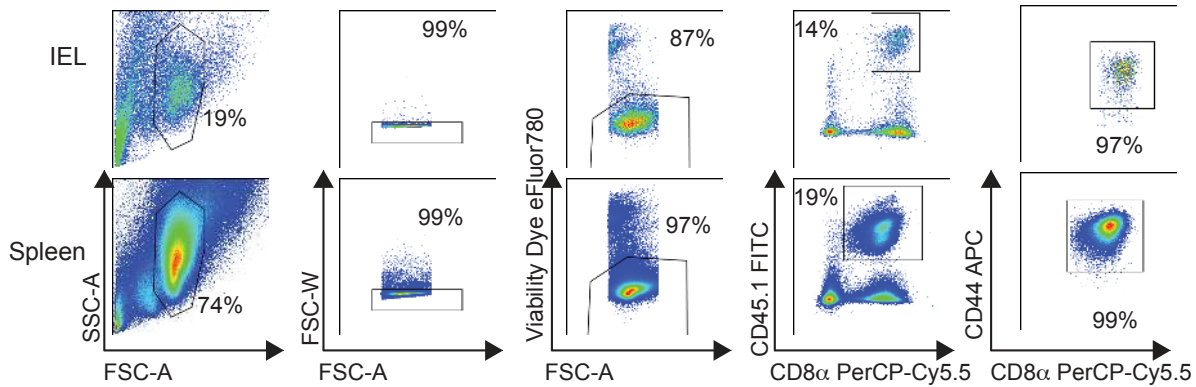 IEL
19%
99%
87%
14%
97%
Spleen
74%
99%
97%
19%
99%
SSC-A
FSC-W
Viability Dye eFluor780
CD45.1 FITC
CD44 APC
FSC-A
FSC-A
FSC-A
CD8α PerCP-Cy5.5
CD8α PerCP-Cy5.5